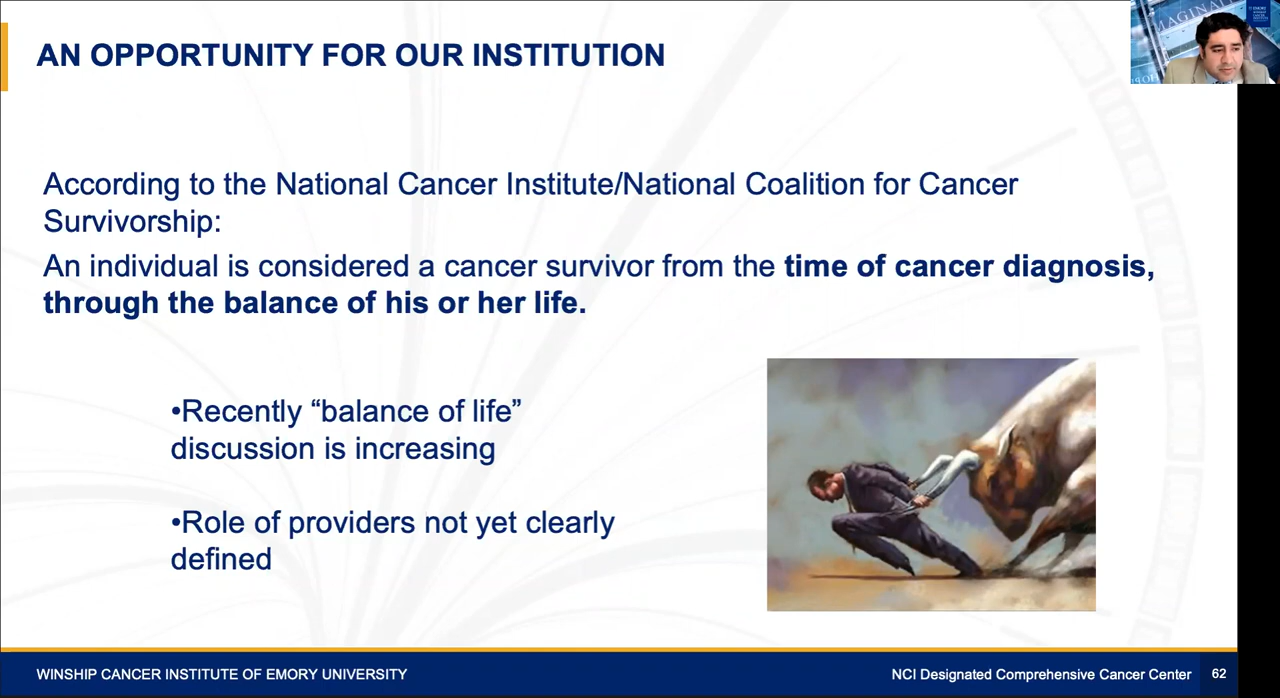 AN OPPORTUNITY FOR OUR INSTITUTION
According to the National Cancer Institute/National Coalition for Cancer
Survivorship:
An individual is considered a cancer survivor from the time of cancer diagnosis,
through the balance of his or her life.
•Recently “balance of life”
discussion is increasing
•Role of providers not yet clearly
defined
WINSHIP CANCER INSTITUTE OF EMORY UNIVERSITY
NCI Designated Comprehensive Cancer Center 62
EMORY